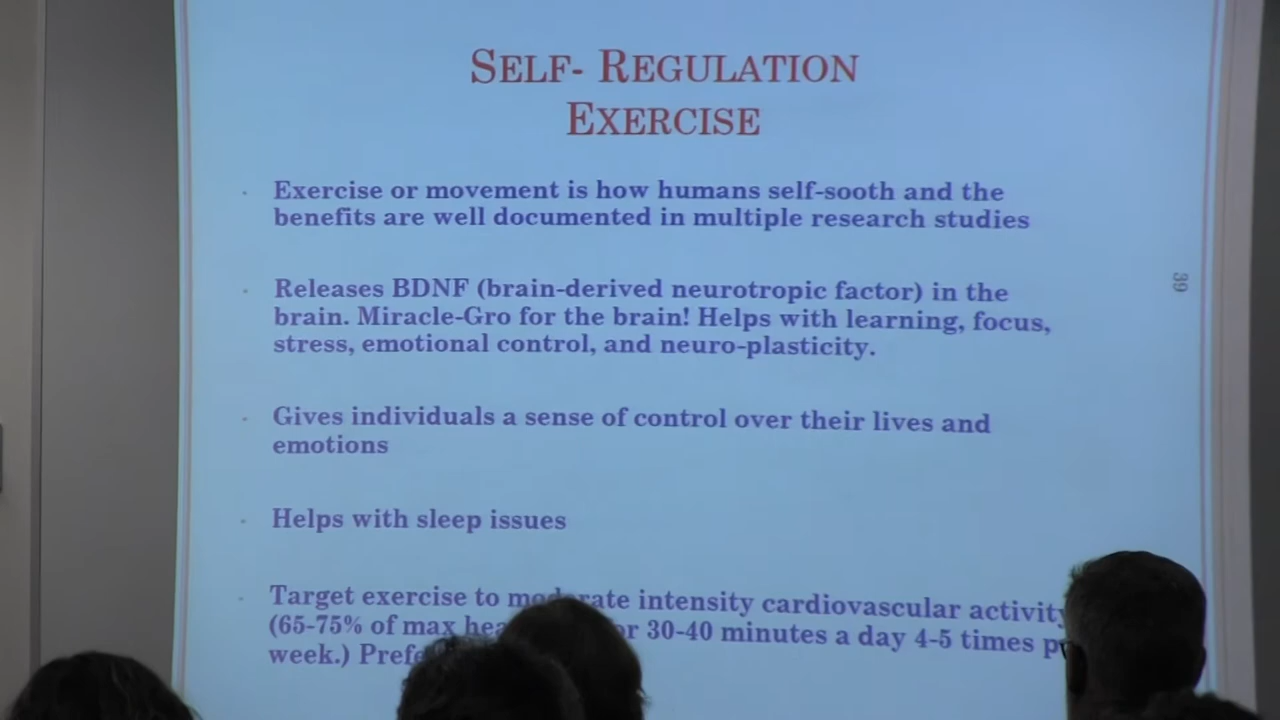 SELF- REGULATION
EXERCISE
Exercise or movement is how humans self-sooth and the
benefits are well documented in multiple research studies
39
Releases BDNF (brain-derived neurotropic factor) in the
brain. Miracle-Gro for the brain! Helps with learning, focus,
stress, emotional control, and neuro-plasticity.
Gives individuals a sense of control over their lives and
emotions
Helps with sleep issues
Target exercise to moderate intensity cardiovascular activity
(65-75% of max 30-40 minutes a day 4-5 times
week.)